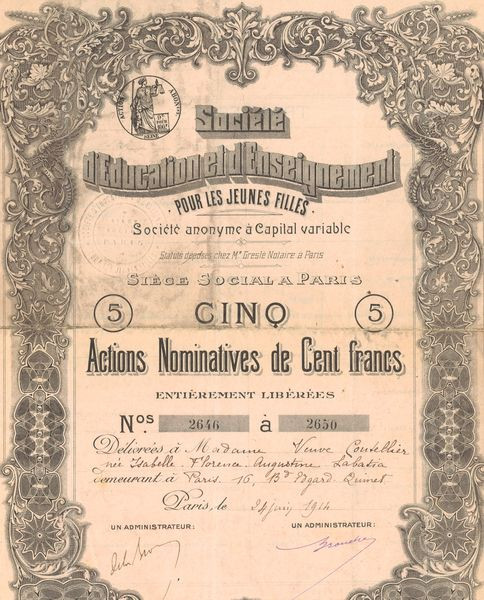 Société
d'Education et d'Enseignement
POUR LES JEUNES FILLES
Société anonyme à Capital variable
Statuts déposés chez Me Gresle Notaire à Paris
SIÈGE SOCIAL A PARIS
5 CINQ 5
Actions Nominatives de Cent francs
ENTIÈREMENT LIBÉRÉES
Nos 2646 à 2650
Délivrées à Madame Veuve Coutellier
née Isabelle Florence Augustine Labatia
demeurant à Paris. 16, Bd Edgard Quinet
Paris, le 24 juin 1914
UN ADMINISTRATEUR: UN ADMINISTRATEUR: